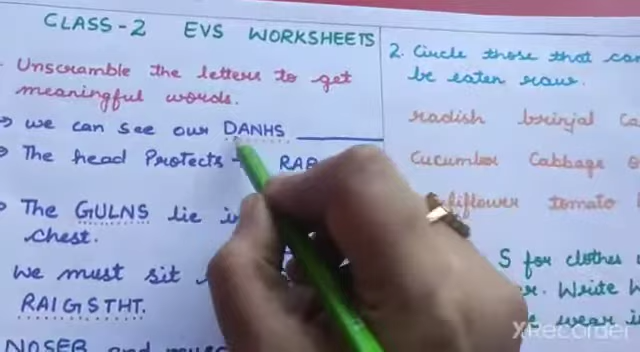 CLASS-2 EVS WORKSHEETS
Unscramble the letters to get
meaningful words.
we can see our DANHS
The head Protects
The GULNS lie
chest.
we must sit
RAIGSTHT.
NOSEB and
2. Circle those that can
be eaten raw.
radish brinjal
Cucumber Cabbage
tomato
S for clothes
Write
wear
XRecorder